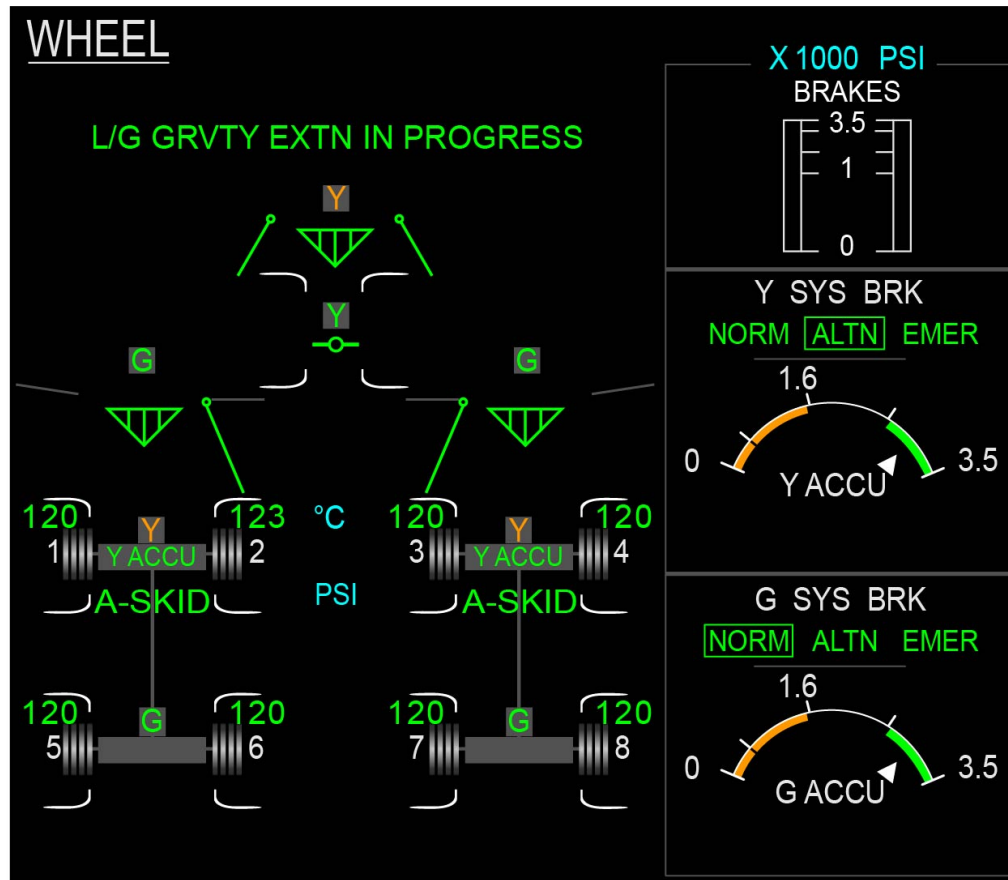 WHEEL
X 1000 PSI
BRAKES
3.5
1
0
L/G GRVTY EXTN IN PROGRESS
Y
Y
G G
Y SYS BRK
NORM ALTN EMER
1.6
0 3.5
Y ACCU
120 123 °C 120 120
Y Y
1 2 3 4
Y ACCU Y ACCU
A-SKID PSI A-SKID
G SYS BRK
NORM ALTN EMER
1.6
0 3.5
G ACCU
120 120 120 120
G G
5 6 7 8